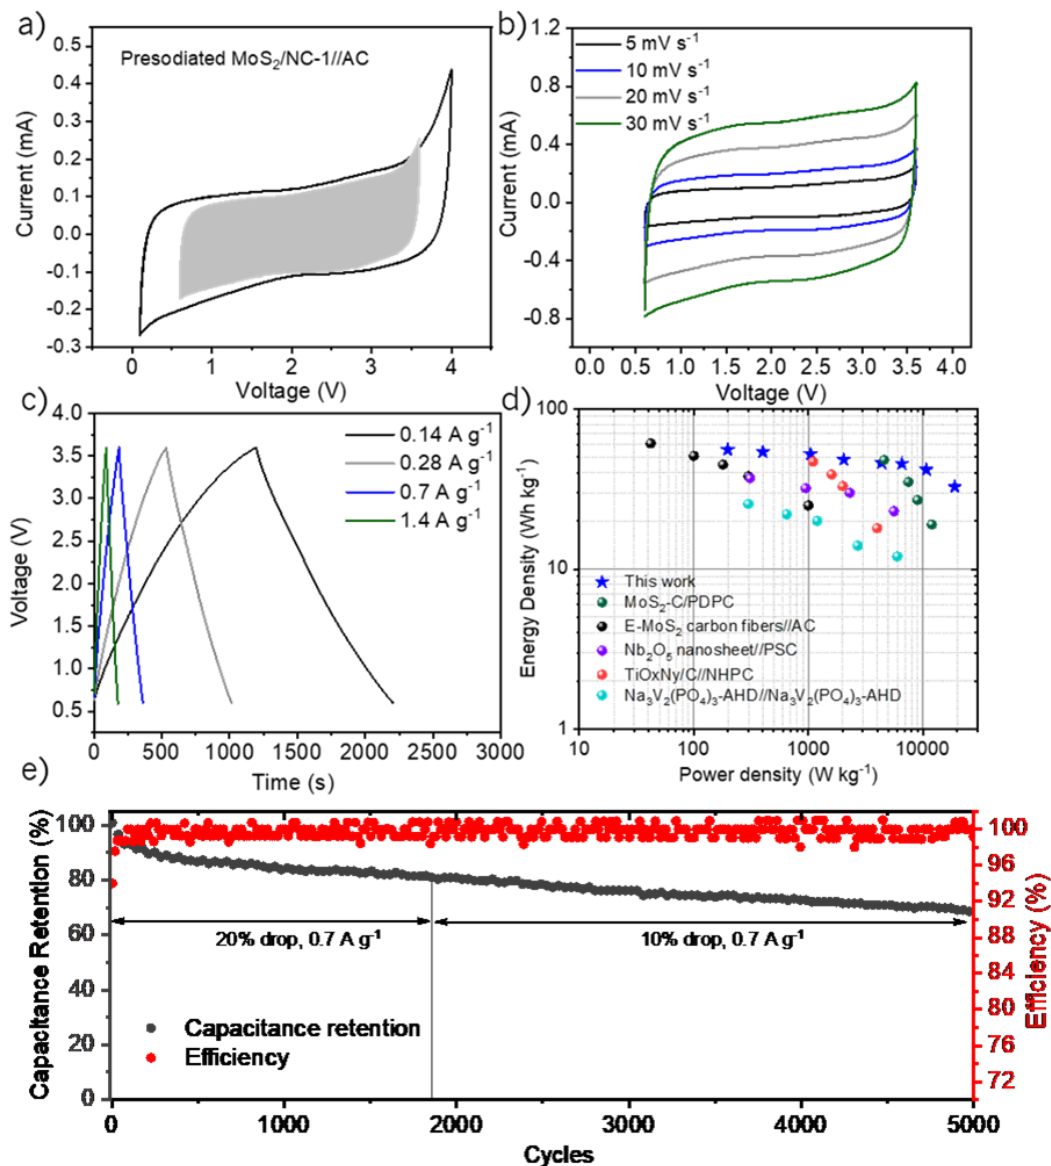 a)
Presodiated MoS₂/NC-1//AC
Current (mA)
0.5
0.4
0.3
0.2
0.1
0.0
-0.1
-0.2
-0.3
0 1 2 3 4
Voltage (V)
b)
5 mV s⁻¹
10 mV s⁻¹
20 mV s⁻¹
30 mV s⁻¹
Current (mA)
1.2
0.8
0.4
0.0
-0.4
-0.8
0.0 0.5 1.0 1.5 2.0 2.5 3.0 3.5 4.0
Voltage (V)
c)
0.14 A g⁻¹
0.28 A g⁻¹
0.7 A g⁻¹
1.4 A g⁻¹
Voltage (V)
4.0
3.5
3.0
2.5
2.0
1.5
1.0
0.5
0 500 1000 1500 2000 2500 3000
Time (s)
d)
Energy Density (Wh kg⁻¹)
100
10
1
This work
MoS₂-C/PDPC
E-MoS₂ carbon fibers//AC
Nb₂O₅ nanosheet//PSC
TiOxNy/C//NHPC
Na₃V₂(PO₄)₃-AHD//Na₃V₂(PO₄)₃-AHD
10 100 1000 10000
Power density (W kg⁻¹)
e)
Capacitance Retention (%)
100
80
60
40
20
0
20% drop, 0.7 A g⁻¹
10% drop, 0.7 A g⁻¹
Capacitance retention
Efficiency
100
96
92
88
84
80
76
72
Efficiency (%)
0 1000 2000 3000 4000 5000
Cycles